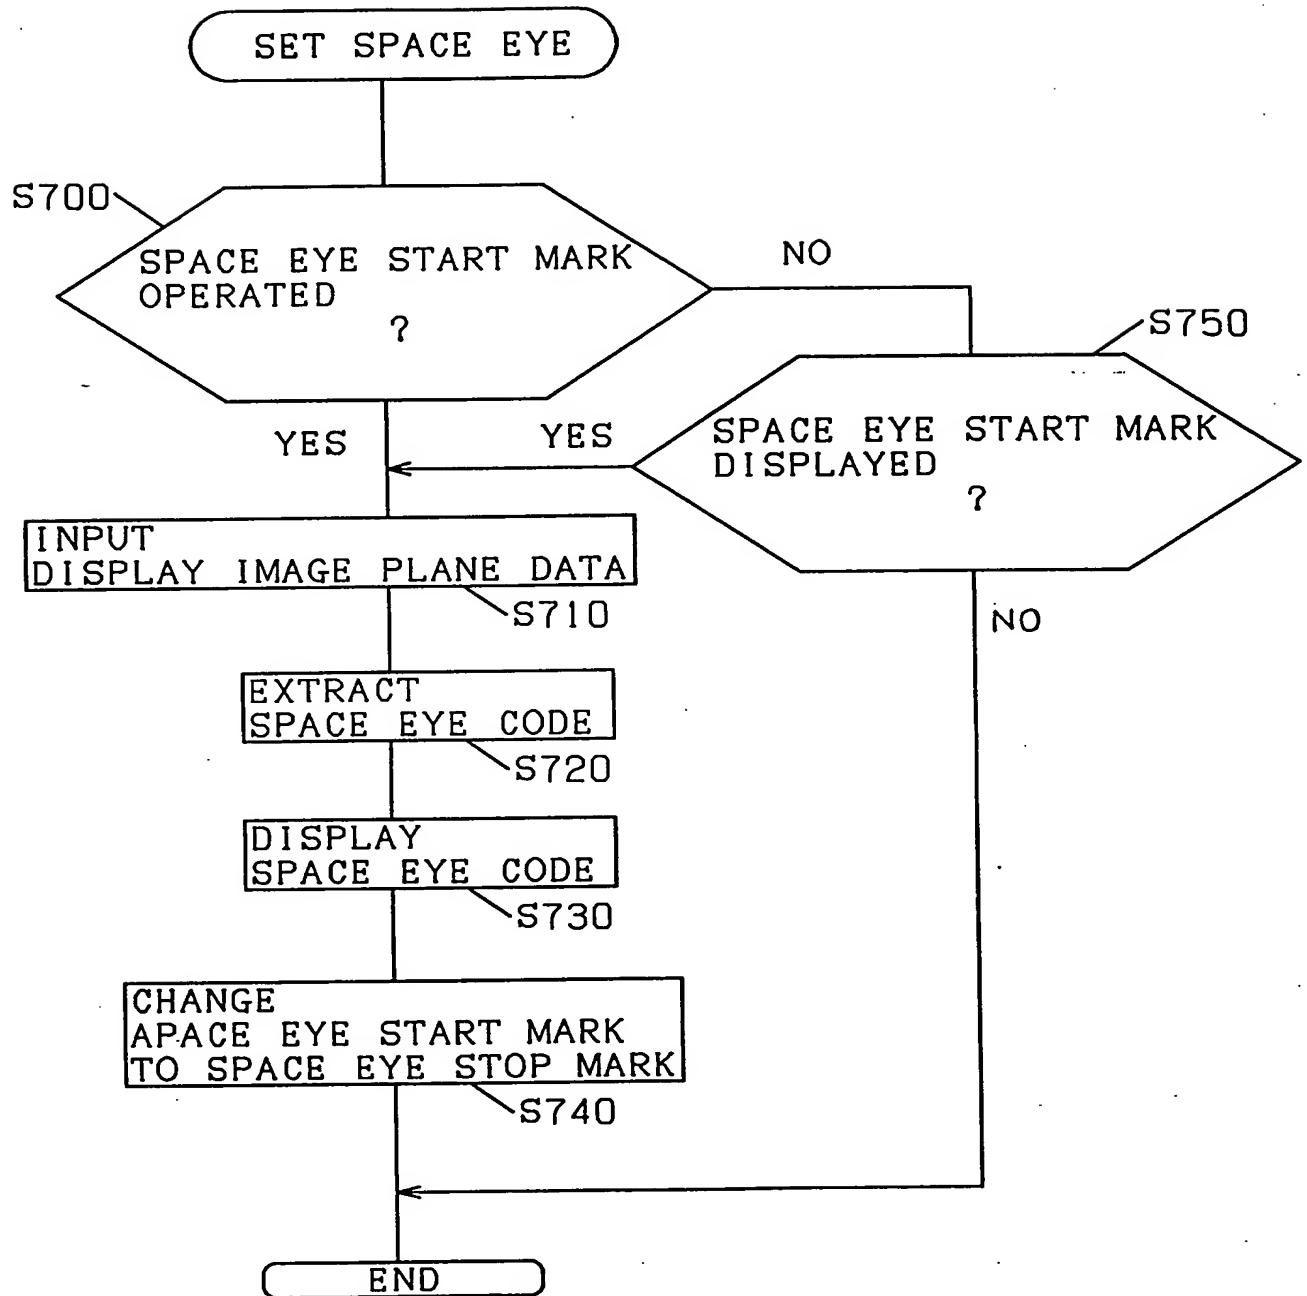 SET SPACE EYE
S700
SPACE EYE START MARK
OPERATED
?
NO
S750
YES
YES
SPACE EYE START MARK
DISPLAYED
?
NO
INPUT
DISPLAY IMAGE PLANE DATA
S710
EXTRACT
SPACE EYE CODE
S720
DISPLAY
SPACE EYE CODE
S730
CHANGE
APACE EYE START MARK
TO SPACE EYE STOP MARK
S740
END